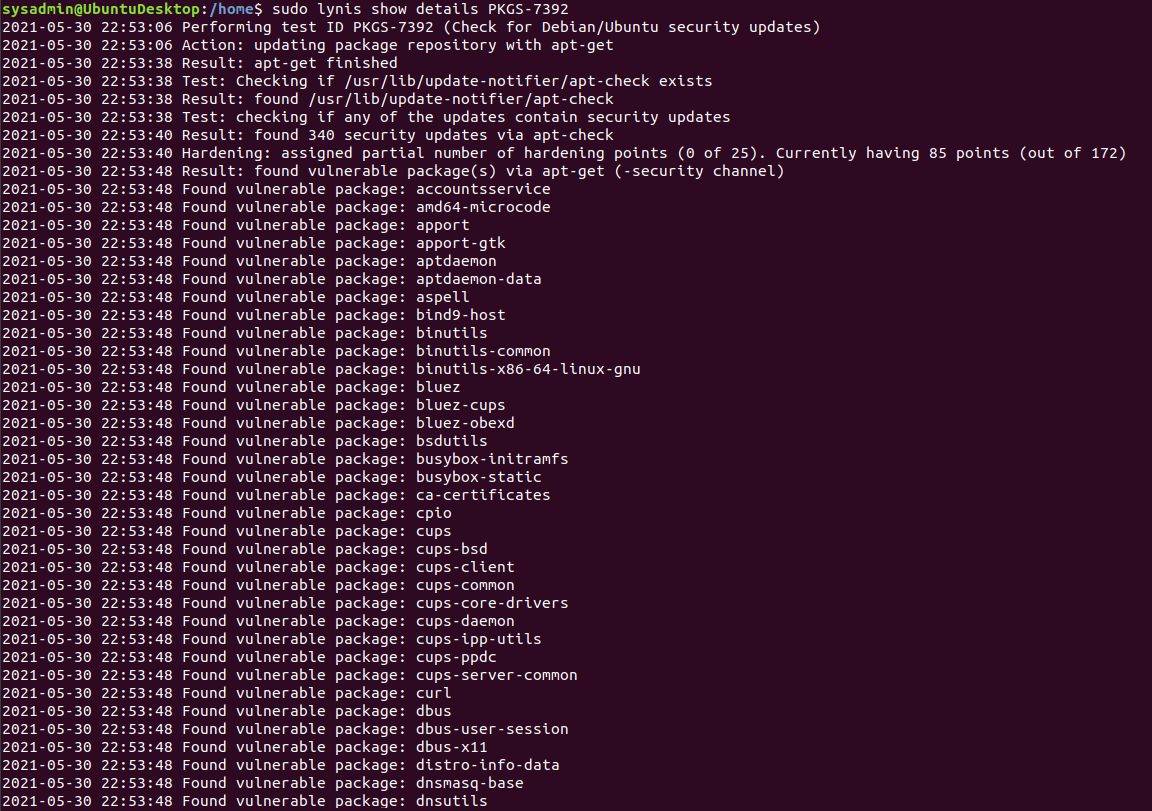 sysadmin@UbuntuDesktop:/home$ sudo lynis show details PKGS-7392
2021-05-30 22:53:06 Performing test ID PKGS-7392 (Check for Debian/Ubuntu security updates)
2021-05-30 22:53:06 Action: updating package repository with apt-get
2021-05-30 22:53:38 Result: apt-get finished
2021-05-30 22:53:38 Test: Checking if /usr/lib/update-notifier/apt-check exists
2021-05-30 22:53:38 Result: found /usr/lib/update-notifier/apt-check
2021-05-30 22:53:38 Test: checking if any of the updates contain security updates
2021-05-30 22:53:40 Result: found 340 security updates via apt-check
2021-05-30 22:53:40 Hardening: assigned partial number of hardening points (0 of 25). Currently having 85 points (out of 172)
2021-05-30 22:53:48 Result: found vulnerable package(s) via apt-get (-security channel)
2021-05-30 22:53:48 Found vulnerable package: accountsservice
2021-05-30 22:53:48 Found vulnerable package: amd64-microcode
2021-05-30 22:53:48 Found vulnerable package: apport
2021-05-30 22:53:48 Found vulnerable package: apport-gtk
2021-05-30 22:53:48 Found vulnerable package: aptdaemon
2021-05-30 22:53:48 Found vulnerable package: aptdaemon-data
2021-05-30 22:53:48 Found vulnerable package: aspell
2021-05-30 22:53:48 Found vulnerable package: bind9-host
2021-05-30 22:53:48 Found vulnerable package: binutils
2021-05-30 22:53:48 Found vulnerable package: binutils-common
2021-05-30 22:53:48 Found vulnerable package: binutils-x86-64-linux-gnu
2021-05-30 22:53:48 Found vulnerable package: bluez
2021-05-30 22:53:48 Found vulnerable package: bluez-cups
2021-05-30 22:53:48 Found vulnerable package: bluez-obexd
2021-05-30 22:53:48 Found vulnerable package: bsdutils
2021-05-30 22:53:48 Found vulnerable package: busybox-initramfs
2021-05-30 22:53:48 Found vulnerable package: busybox-static
2021-05-30 22:53:48 Found vulnerable package: ca-certificates
2021-05-30 22:53:48 Found vulnerable package: cpio
2021-05-30 22:53:48 Found vulnerable package: cups
2021-05-30 22:53:48 Found vulnerable package: cups-bsd
2021-05-30 22:53:48 Found vulnerable package: cups-client
2021-05-30 22:53:48 Found vulnerable package: cups-common
2021-05-30 22:53:48 Found vulnerable package: cups-core-drivers
2021-05-30 22:53:48 Found vulnerable package: cups-daemon
2021-05-30 22:53:48 Found vulnerable package: cups-ipp-utils
2021-05-30 22:53:48 Found vulnerable package: cups-ppdc
2021-05-30 22:53:48 Found vulnerable package: cups-server-common
2021-05-30 22:53:48 Found vulnerable package: curl
2021-05-30 22:53:48 Found vulnerable package: dbus
2021-05-30 22:53:48 Found vulnerable package: dbus-user-session
2021-05-30 22:53:48 Found vulnerable package: dbus-x11
2021-05-30 22:53:48 Found vulnerable package: distro-info-data
2021-05-30 22:53:48 Found vulnerable package: dnsmasq-base
2021-05-30 22:53:48 Found vulnerable package: dnsutils